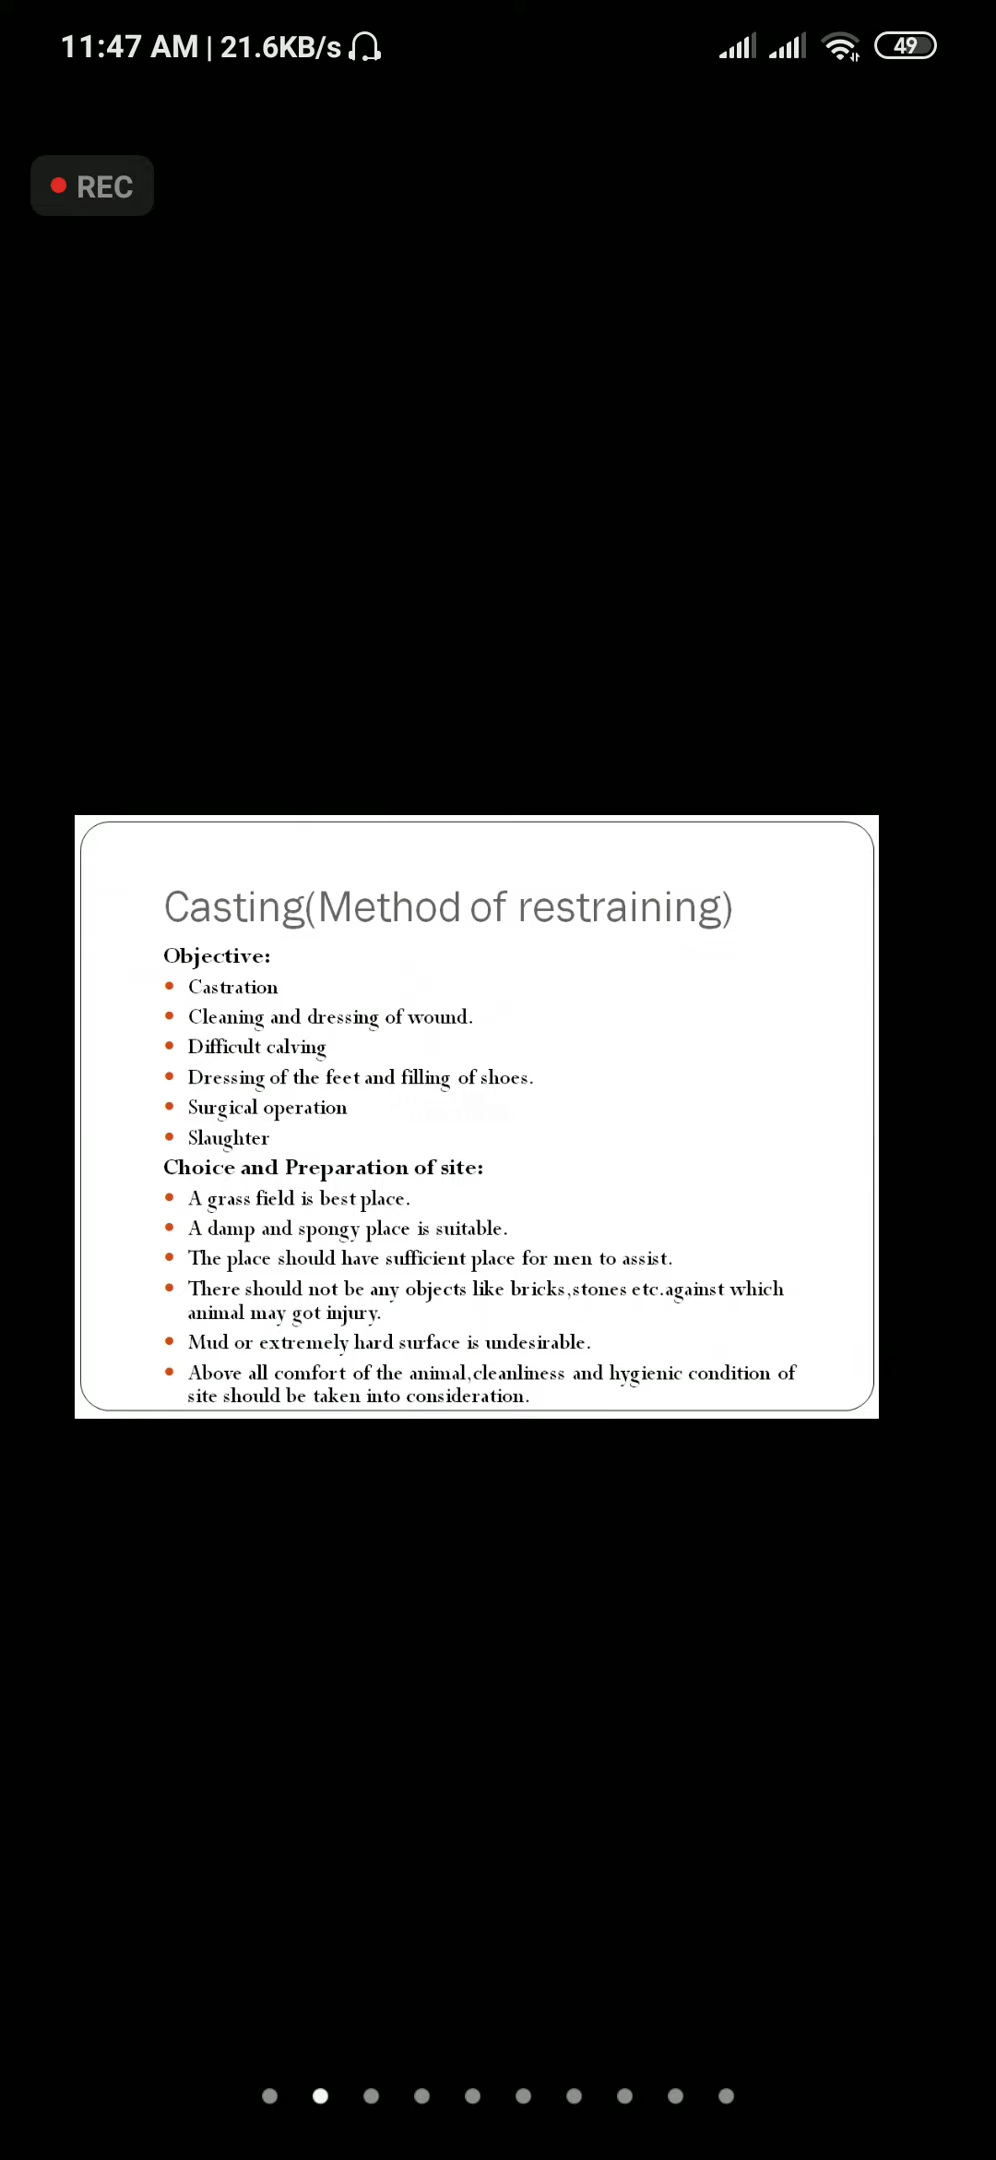 11:47 AM | 21.6KB/s
49
REC
Casting(Method of restraining)
Objective:
Castration
Cleaning and dressing of wound.
Difficult calving
Dressing of the feet and filling of shoes.
Surgical operation
Slaughter
Choice and Preparation of site:
A grass field is best place.
A damp and spongy place is suitable.
The place should have sufficient place for men to assist.
There should not be any objects like bricks,stones etc.against which
animal may got injury.
Mud or extremely hard surface is undesirable.
Above all comfort of the animal,cleanliness and hygienic condition of
site should be taken into consideration.